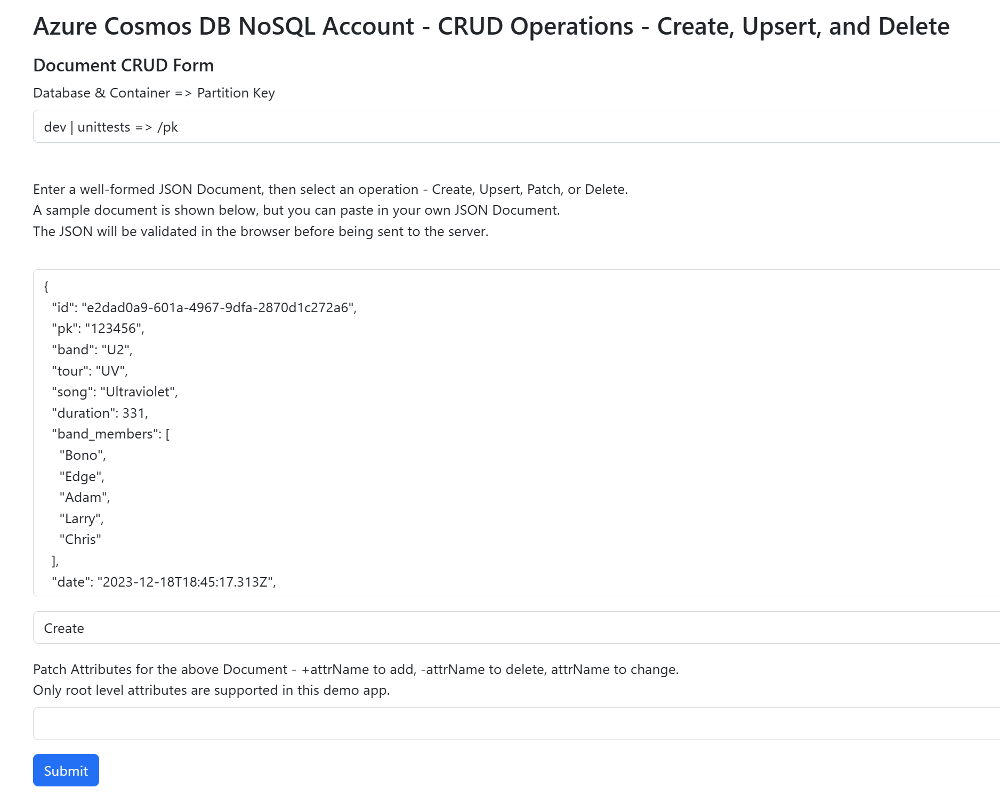 Azure Cosmos DB NoSQL Account - CRUD Operations - Create, Upsert, and Delete
Document CRUD Form
Database & Container => Partition Key
dev | unittests => /pk
Enter a well-formed JSON Document, then select an operation - Create, Upsert, Patch, or Delete.
A sample document is shown below, but you can paste in your own JSON Document.
The JSON will be validated in the browser before being sent to the server.
{
"id": "e2dad0a9-601a-4967-9dfa-2870d1c272a6",
"pk": "123456",
"band": "U2",
"tour": "UV",
"song": "Ultraviolet",
"duration": 331,
"band_members": [
"Bono",
"Edge",
"Adam",
"Larry",
"Chris"
],
"date": "2023-12-18T18:45:17.313Z",
Create
Patch Attributes for the above Document - +attrName to add, -attrName to delete, attrName to change.
Only root level attributes are supported in this demo app.
Submit